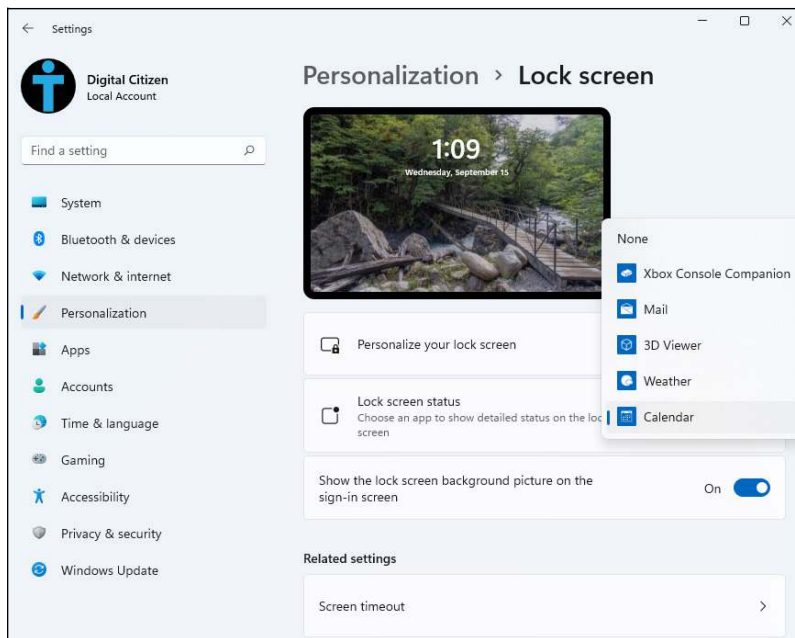 Settings
Digital Citizen
Local Account
Find a setting
System
Bluetooth & devices
Network & internet
Personalization
Apps
Accounts
Time & language
Gaming
Accessibility
Privacy & security
Windows Update
Personalization > Lock screen
1:09
Wednesday, September 15
None
Xbox Console Companion
Mail
3D Viewer
Weather
Calendar
Personalize your lock screen
Lock screen status
Choose an app to show detailed status on the loc
screen
Show the lock screen background picture on the
sign-in screen
On
Related settings
Screen timeout